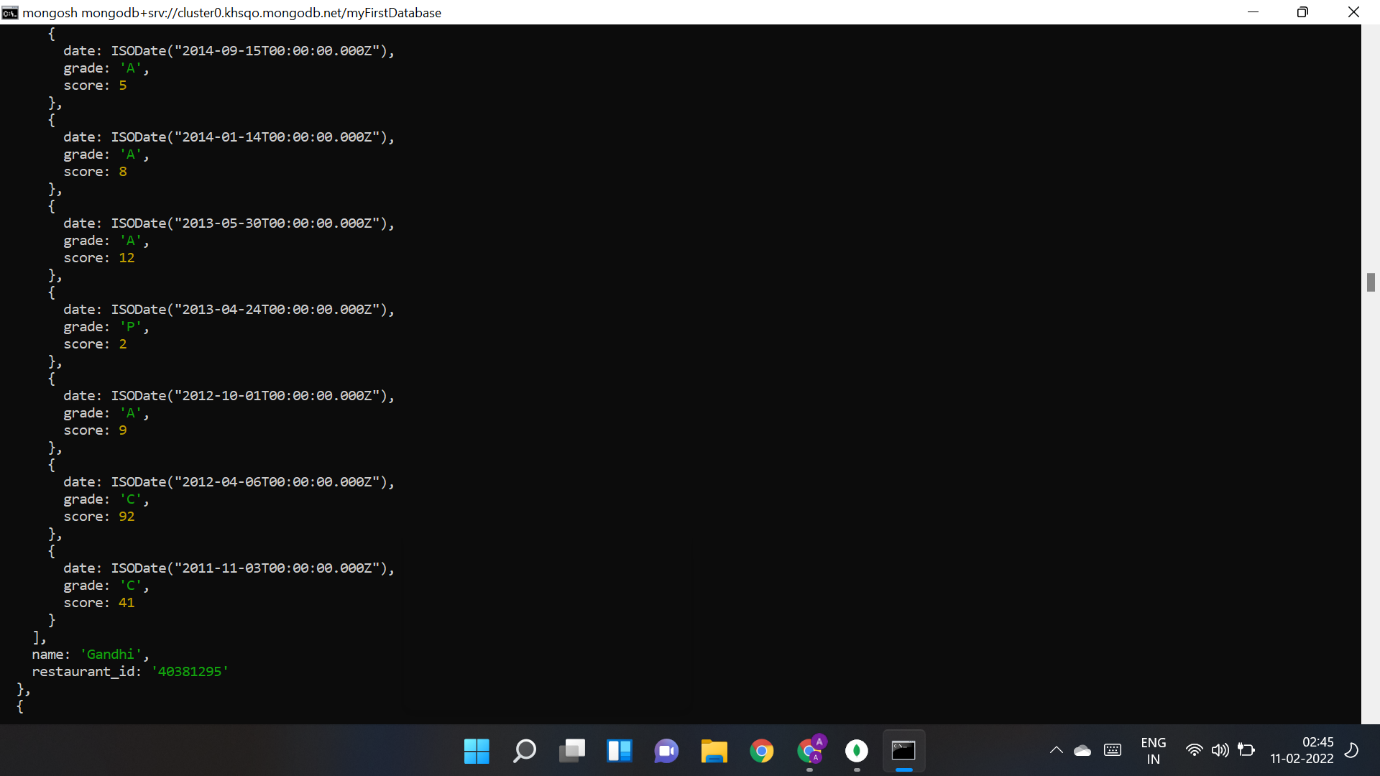 mongosh mongodb+srv://cluster0.khsqo.mongodb.net/myFirstDatabase
{
date: ISODate("2014-09-15T00:00:00.000Z"),
grade: 'A',
score: 5
},
{
date: ISODate("2014-01-14T00:00:00.000Z"),
grade: 'A',
score: 8
},
{
date: ISODate("2013-05-30T00:00:00.000Z"),
grade: 'A',
score: 12
},
{
date: ISODate("2013-04-24T00:00:00.000Z"),
grade: 'P',
score: 2
},
{
date: ISODate("2012-10-01T00:00:00.000Z"),
grade: 'A',
score: 9
},
{
date: ISODate("2012-04-06T00:00:00.000Z"),
grade: 'C',
score: 92
},
{
date: ISODate("2011-11-03T00:00:00.000Z"),
grade: 'C',
score: 41
}
],
name: 'Gandhi',
restaurant_id: '40381295'
},
{
A
A
ENG
IN
02:45
11-02-2022